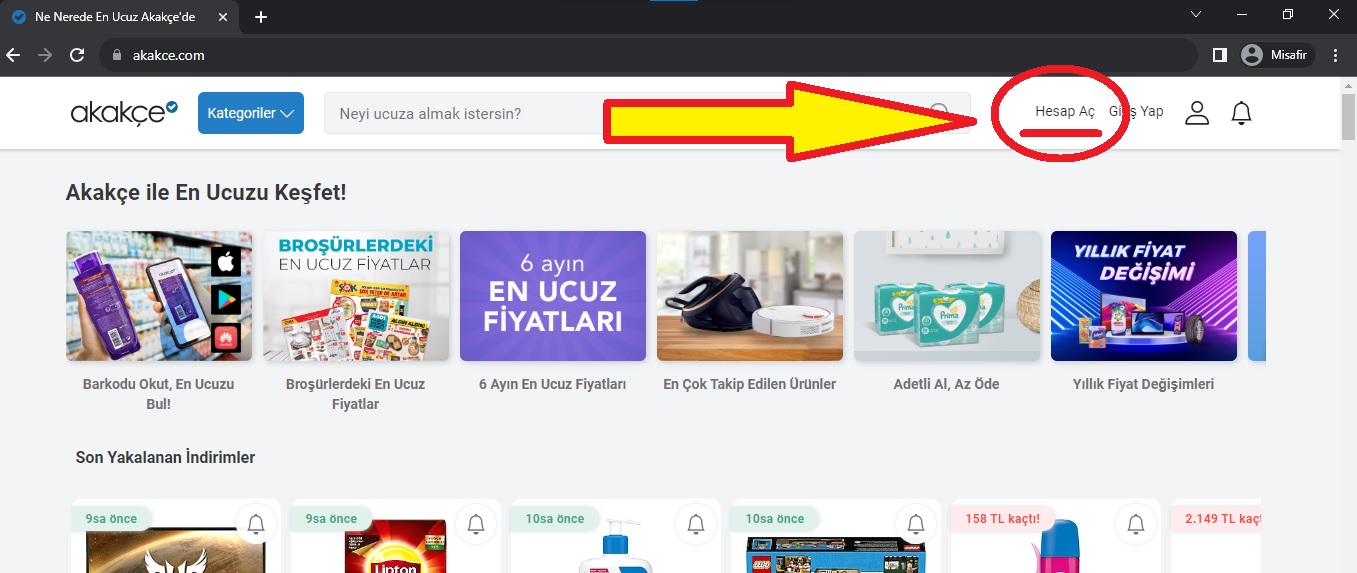 Ne Nerede En Ucuz Akakçe'de
akakce.com
Misafir
akakçe
Kategoriler
Neyi ucuza almak istersin?
Hesap Aç
Yap
Akakçe ile En Ucuzu Keşfet!
BROŞÜRLERDEKİ
EN UCUZ FİYATLAR
6 ayın
EN UCUZ
FİYATLARI
Prima
YILLIK FİYAT
DEĞİŞİMİ
Barkodu Okut, En Ucuzu
Bul!
Broşürlerdeki En Ucuz
Fiyatlar
6 Ayın En Ucuz Fiyatları
En Çok Takip Edilen Ürünler
Adetli Al, Az Öde
Yıllık Fiyat Değişimleri
Son Yakalanan İndirimler
9sa önce
9sa önce
10sa önce
10sa önce
158 TL kaçtı!
2.149 TL kaçt
Lipton
LEGO